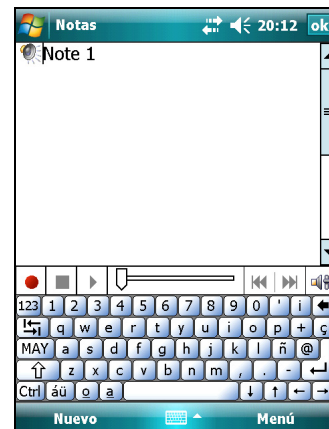 Notas 20:12 ok
Note 1
123 1 2 3 4 5 6 7 8 9 0 ' ¡
q w e r t y u i o p + ç
MAY a s d f g h j k l ñ @
z x c v b n m , . -
Ctrl áü º ª
Nuevo Menú